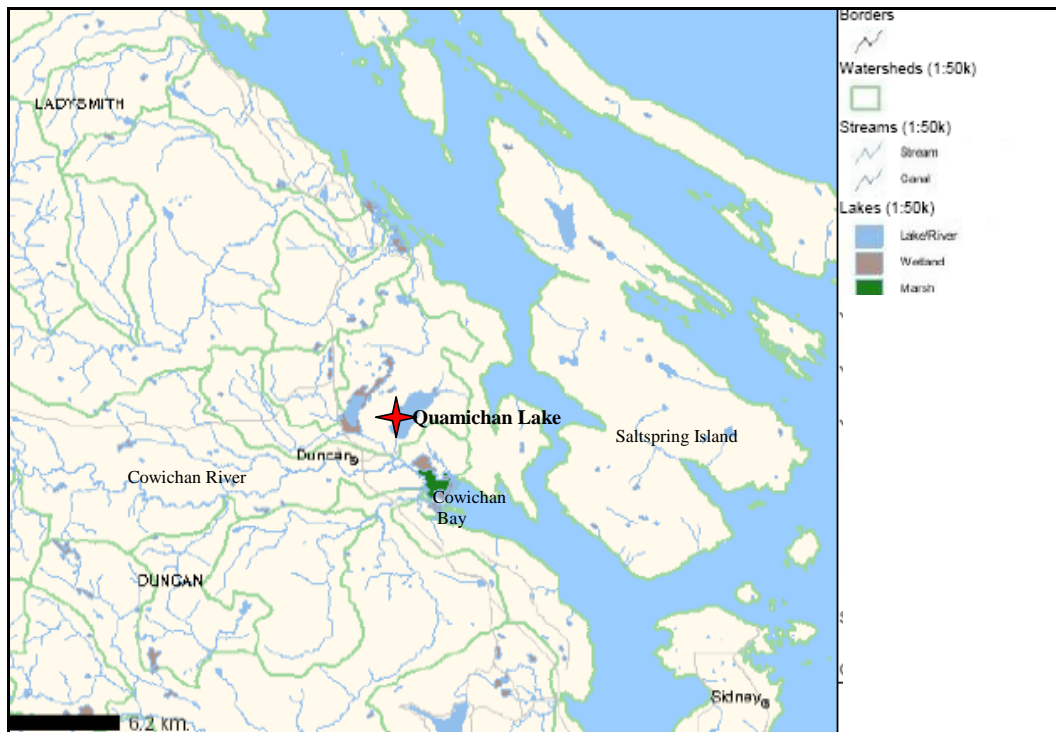 Borders
Watersheds (1:50k)
Streams (1:50k)
Stream
Canal
Lakes (1:50k)
Lake/River
Wetland
Marsh
LADYSMITH
Quamichan Lake
Saltspring Island
Duncan
Cowichan River
Cowichan
Bay
DUNCAN
Sidney
6,2 km.